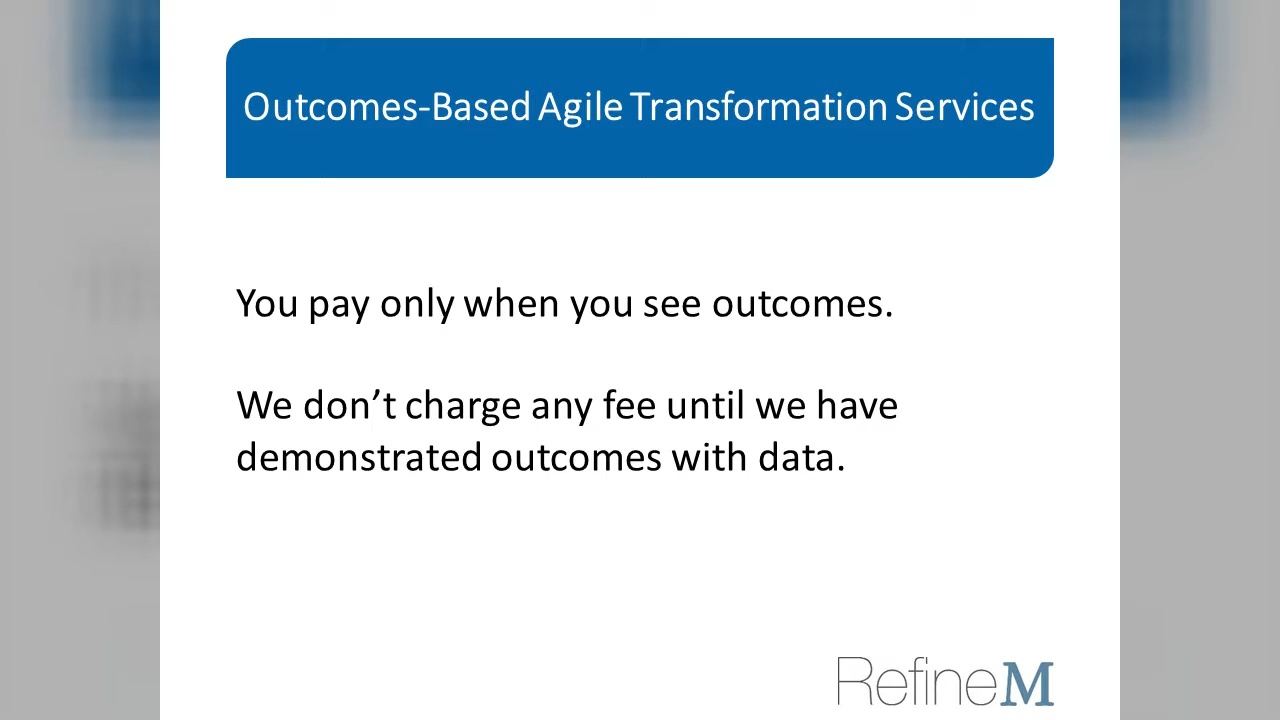 Outcomes-Based Agile Transformation Services
You pay only when you see outcomes.
We don’t charge any fee until we have
demonstrated outcomes with data.
RefineM